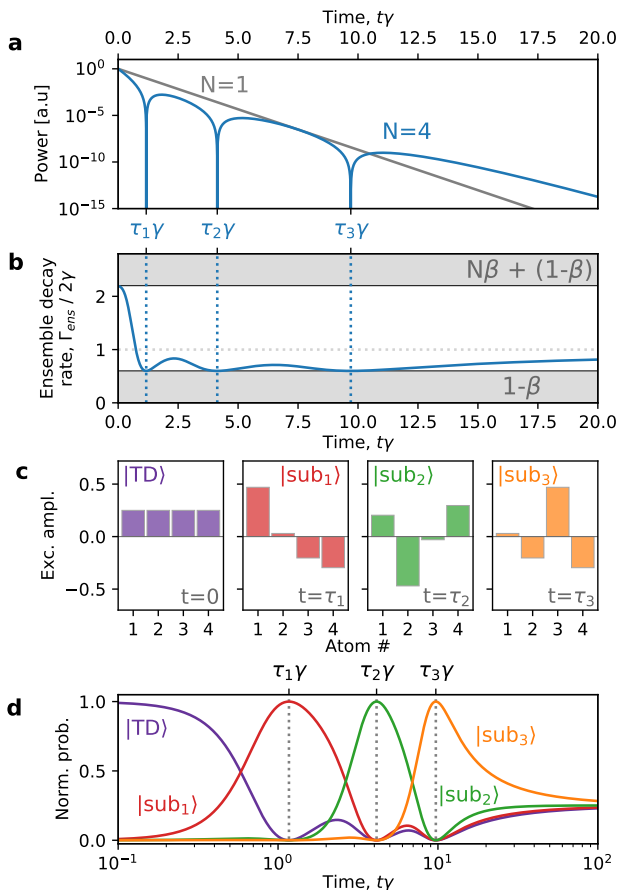 Time, tγ
0.0 2.5 5.0 7.5 10.0 12.5 15.0 17.5 20.0
a
Power [a.u]
10⁰
10⁻⁵
10⁻¹⁰
10⁻¹⁵
N=1
N=4
τ₁γ τ₂γ τ₃γ
b
Ensemble decay
rate, Γₑₙₛ / 2γ
2
1
0
Nβ + (1-β)
1-β
0.0 2.5 5.0 7.5 10.0 12.5 15.0 17.5 20.0
Time, tγ
c
Exc. ampl.
0.5
0.0
−0.5
|TD⟩ |sub₁⟩ |sub₂⟩ |sub₃⟩
t=0 t=τ₁ t=τ₂ t=τ₃
1 2 3 4 1 2 3 4 1 2 3 4 1 2 3 4
Atom #
τ₁γ τ₂γ τ₃γ
d
Norm. prob.
1.0
0.5
0.0
|TD⟩
|sub₁⟩
|sub₃⟩
|sub₂⟩
10⁻¹ 10⁰ 10¹ 10²
Time, tγ